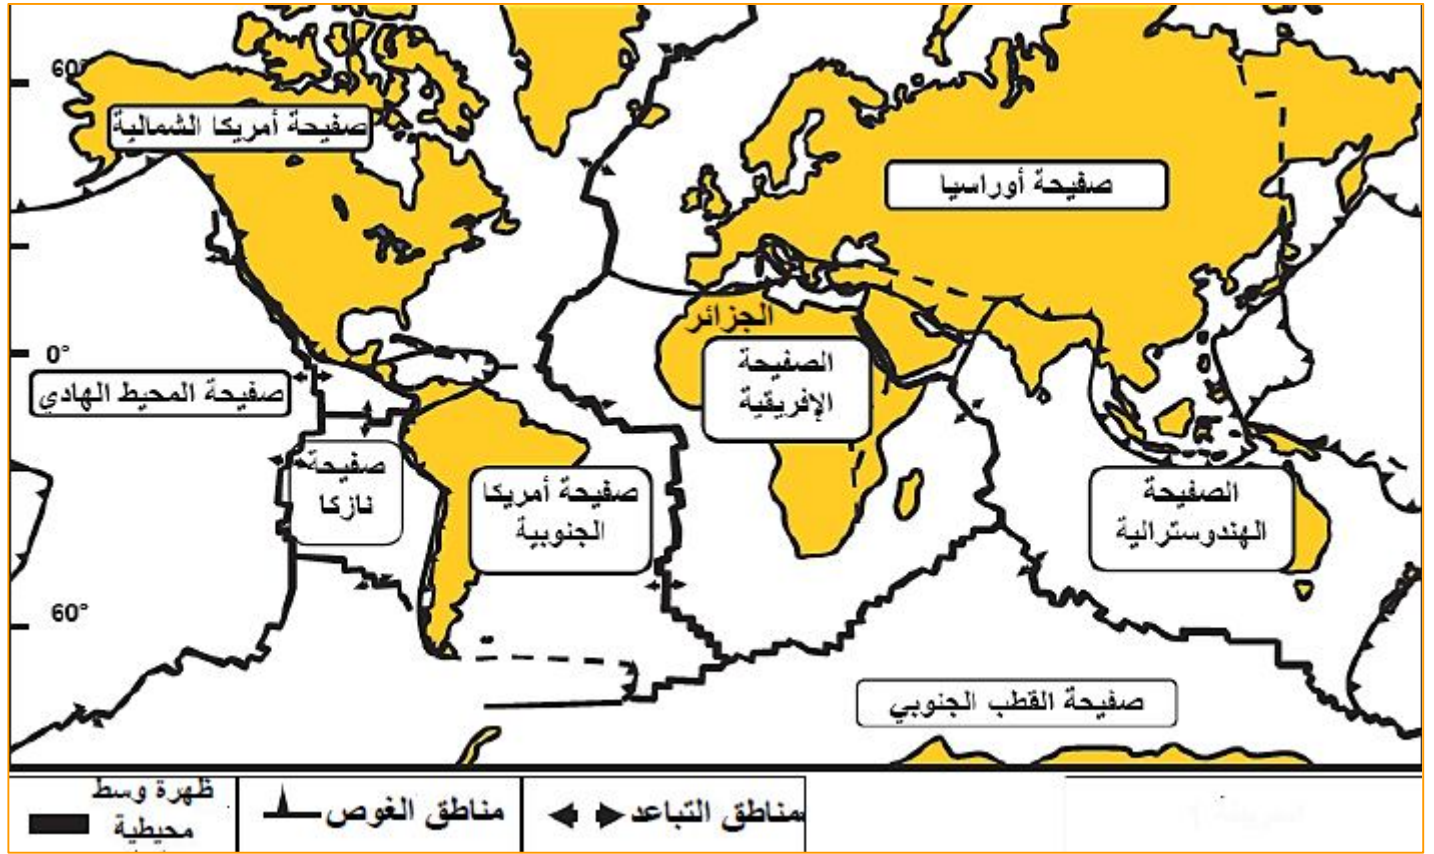 60°
صفيحة أمريكا الشمالية
صفيحة أوراسيا
الجزائر
0°
الصفيحة
الإفريقية
صفيحة المحيط الهادي
صفيحة
نازكا
صفيحة أمريكا
الجنوبية
الصفيحة
الهندوسترالية
60°
صفيحة القطب الجنوبي
ظهرة وسط
محيطية
مناطق الغوص
مناطق التباعد